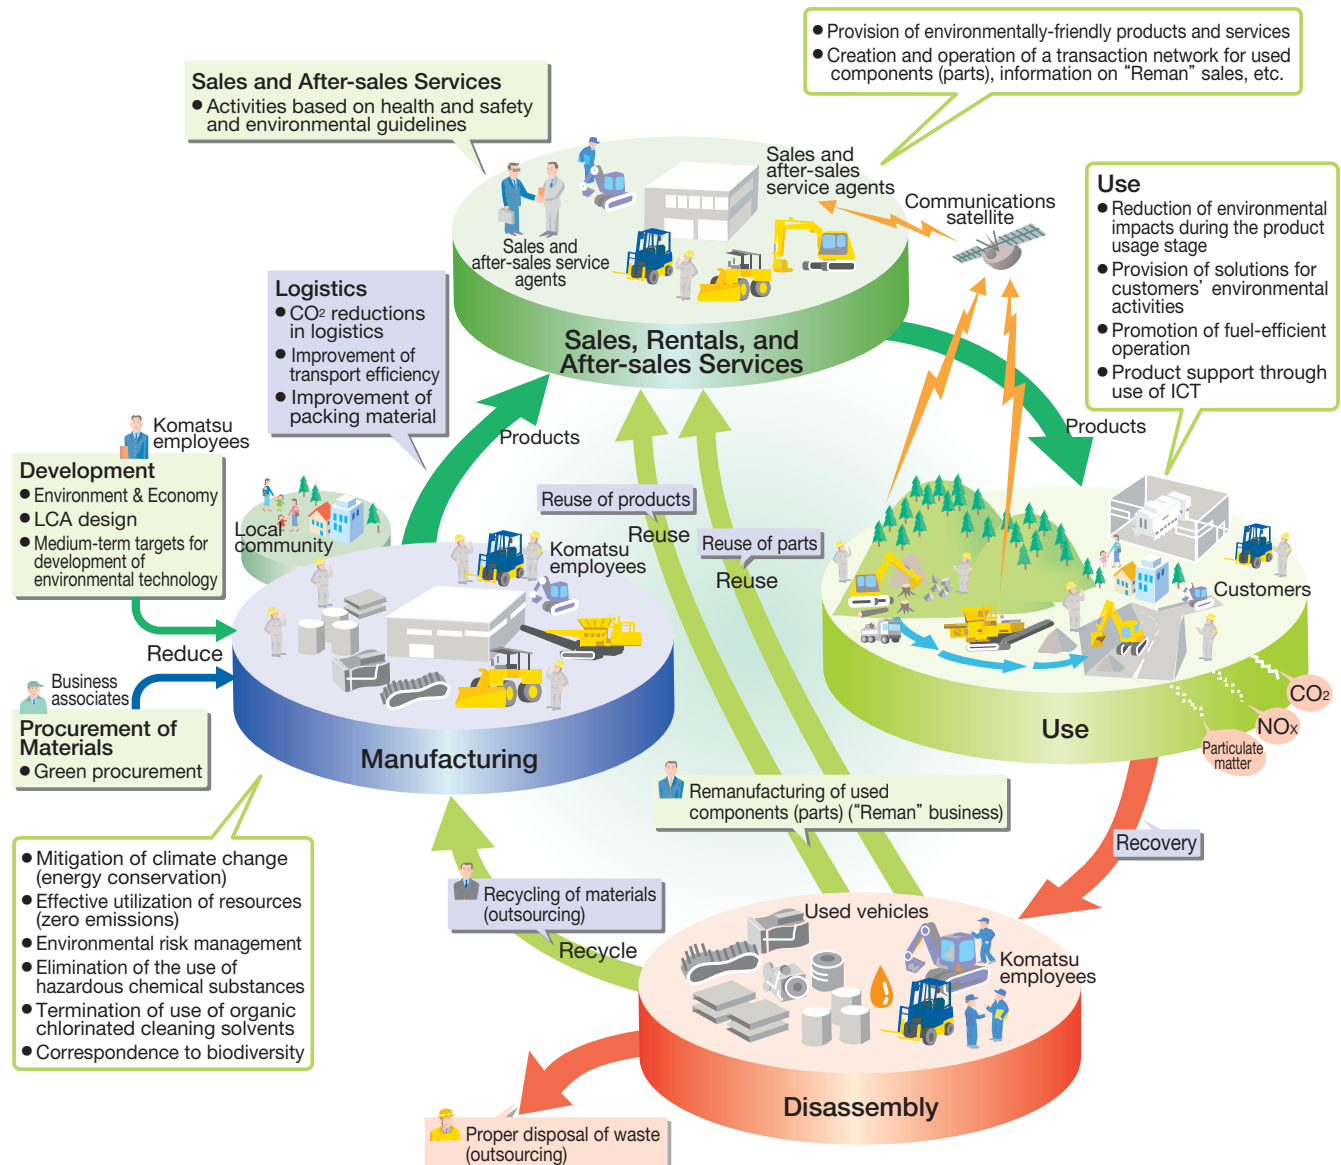 ● Provision of environmentally-friendly products and services
● Creation and operation of a transaction network for used
components (parts), information on “Reman” sales, etc.
Sales and After-sales Services
● Activities based on health and safety
and environmental guidelines
Sales and
after-sales
service agents
Communications
satellite
Sales and
after-sales service
agents
Sales, Rentals, and
After-sales Services
Use
● Reduction of environmental
impacts during the product
usage stage
● Provision of solutions for
customers’ environmental
activities
● Promotion of fuel-efficient
operation
● Product support through
use of ICT
Logistics
● CO2 reductions
in logistics
● Improvement of
transport efficiency
● Improvement of
packing material
Products
Products
Komatsu
employees
Development
● Environment & Economy
● LCA design
● Medium-term targets for
development of
environmental technology
Local
community
Reduce
Business
associates
Procurement of
Materials
● Green procurement
Komatsu
employees
Manufacturing
Reuse of products
Reuse
Reuse of parts
Reuse
Customers
Use
CO2
NOx
Particulate
matter
● Mitigation of climate change
(energy conservation)
● Effective utilization of resources
(zero emissions)
● Environmental risk management
● Elimination of the use of
hazardous chemical substances
● Termination of use of organic
chlorinated cleaning solvents
● Correspondence to biodiversity
Remanufacturing of used
components (parts) (“Reman” business)
Recovery
Recycling of materials
(outsourcing)
Recycle
Used vehicles
Komatsu
employees
Disassembly
Proper disposal of waste
(outsourcing)